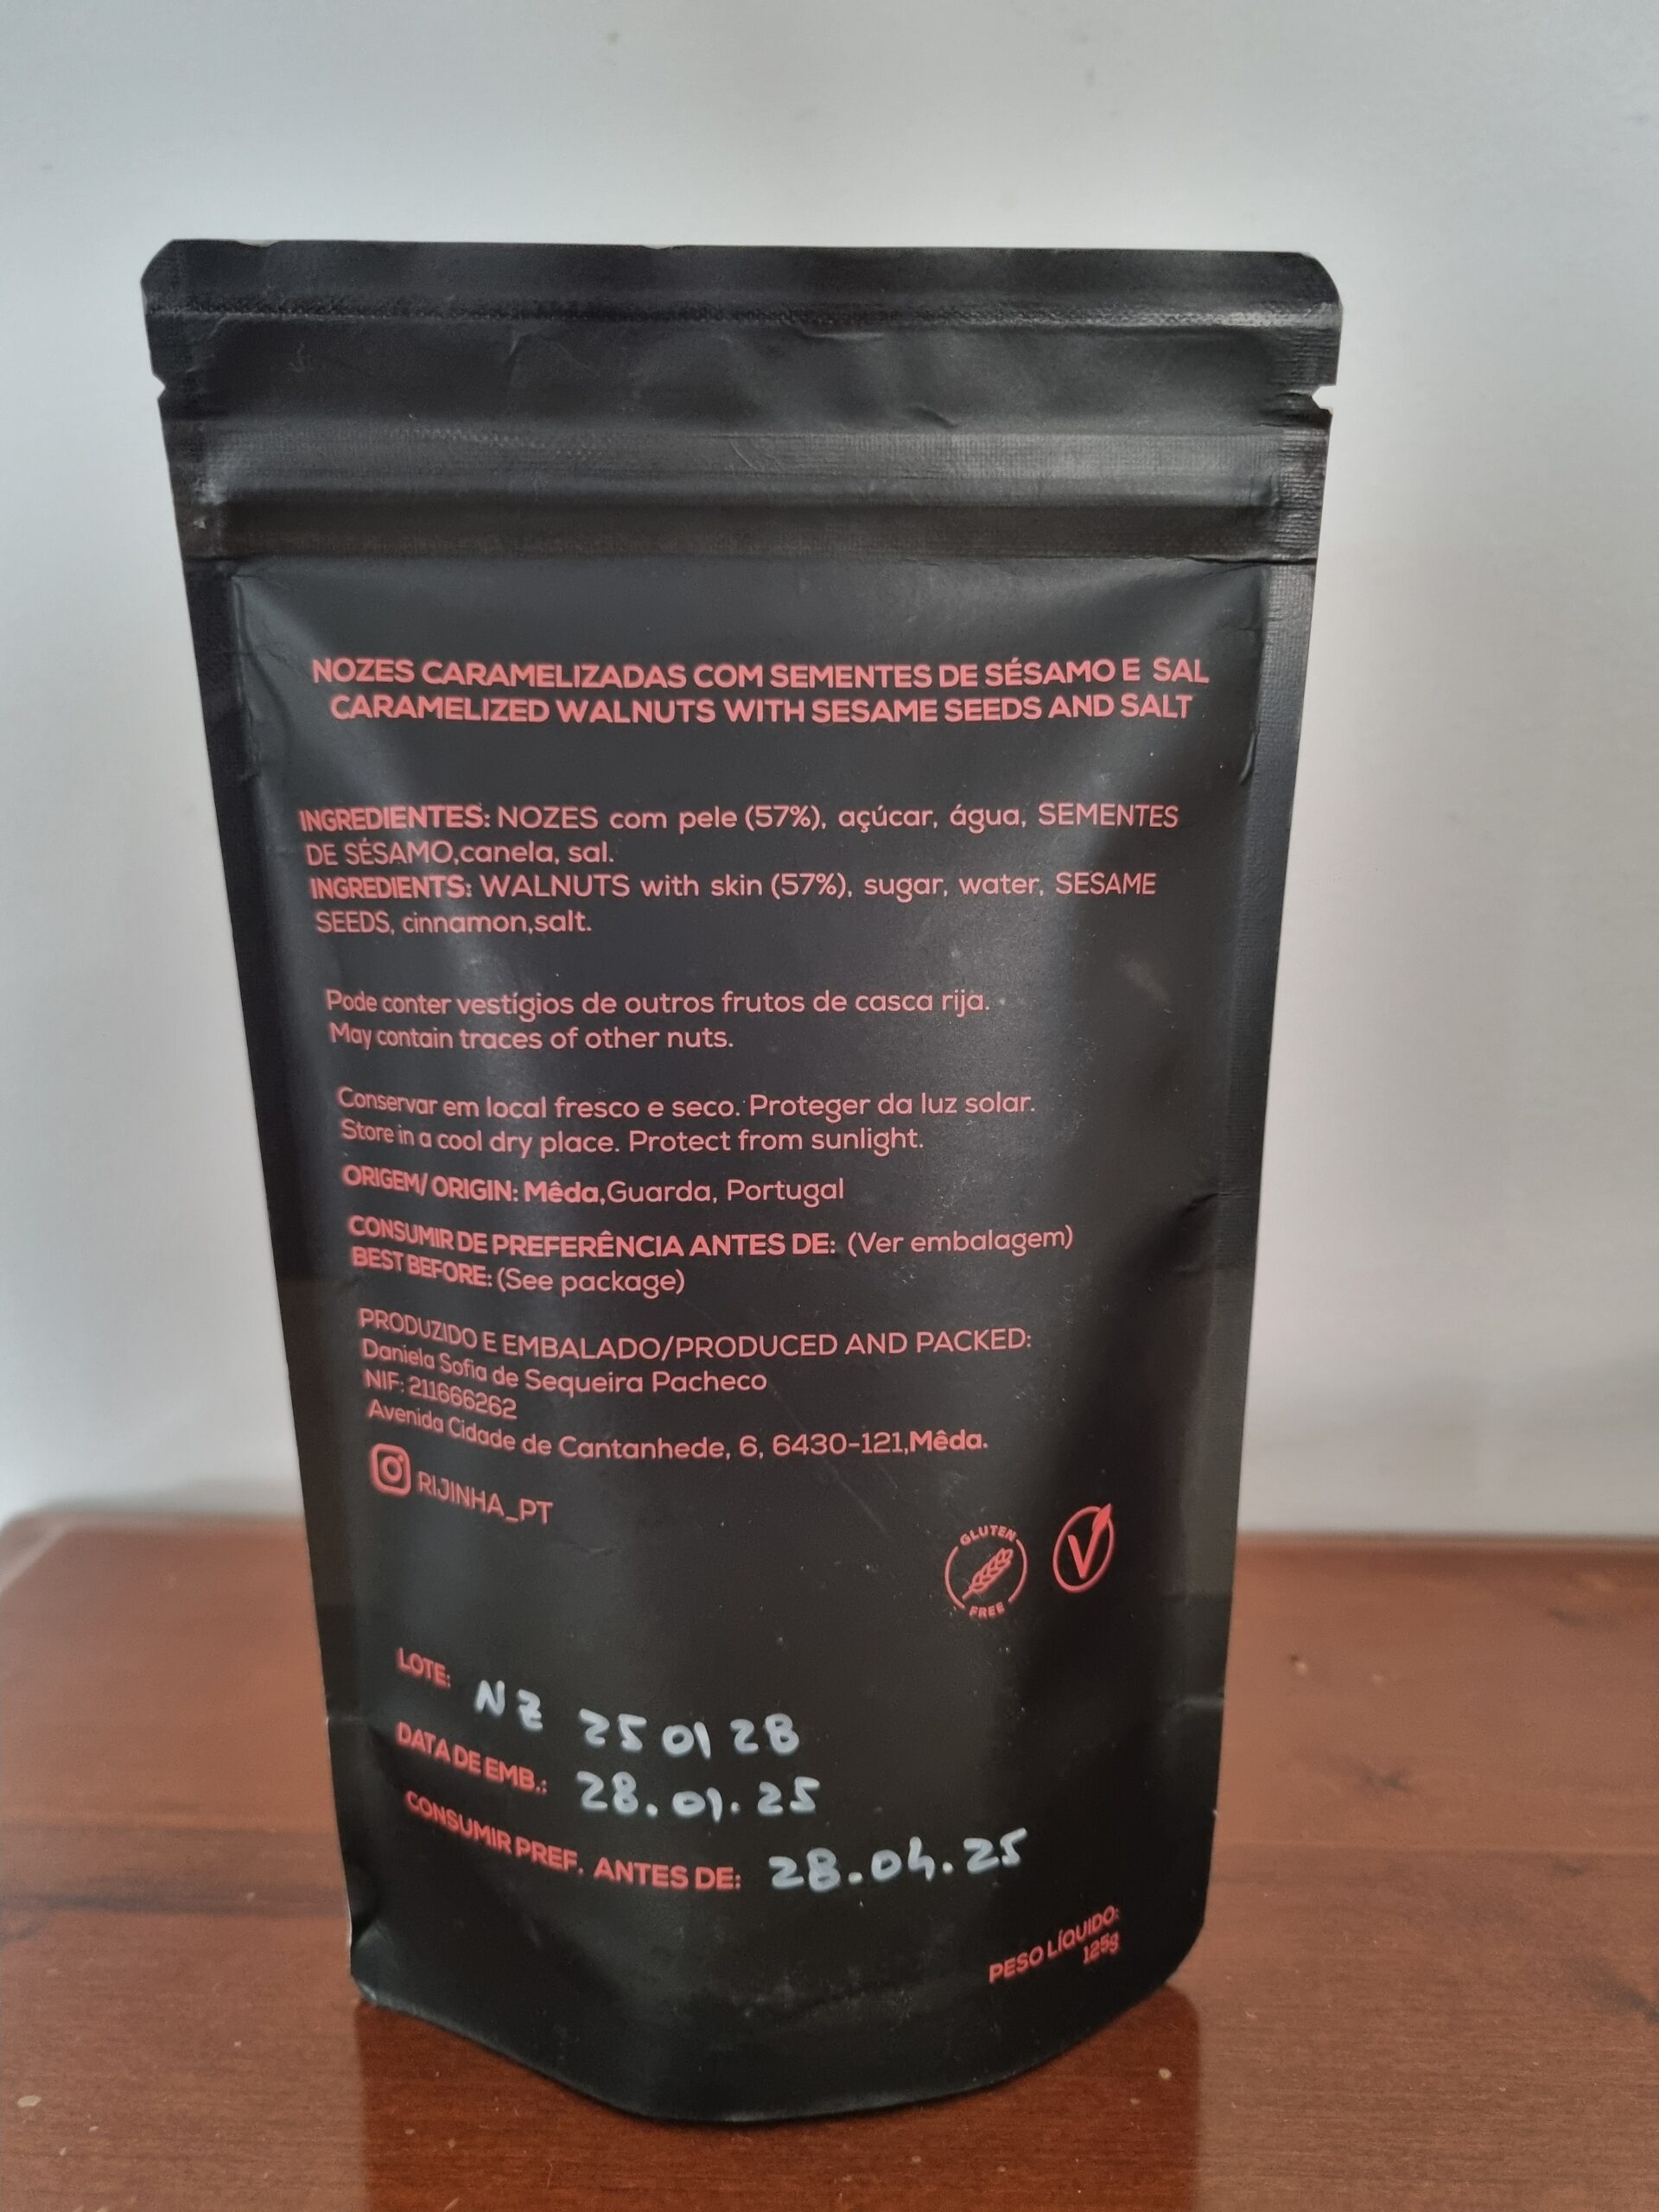 NOZES CARAMELIZADAS COM SEMENTES DE SÉSAMO E SAL
CARAMELIZED WALNUTS WITH SESAME SEEDS AND SALT
INGREDIENTES: NOZES com pele (57%), açúcar, água, SEMENTES
DE SÉSAMO,canela, sal.
INGREDIENTS: WALNUTS with skin (57%), sugar, water, SESAME
SEEDS, cinnamon,salt.
Pode conter vestígios de outros frutos de casca rija.
May contain traces of other nuts.
Conservar em local fresco e seco. Proteger da luz solar.
Store in a cool dry place. Protect from sunlight.
ORIGEM/ ORIGIN: Mêda,Guarda, Portugal
CONSUMIR DE PREFERÊNCIA ANTES DE: (Ver embalagem)
BEST BEFORE: (See package)
PRODUZIDO E EMBALADO/PRODUCED AND PACKED:
Daniela Sofia de Sequeira Pacheco
NIF: 211666262
Avenida Cidade de Cantanhede, 6, 6430-121,Mêda.
RIJINHA_PT
GLUTEN
FREE
V
LOTE: NZ 250128
DATA DE EMB.: 28.01.25
CONSUMIR PREF. ANTES DE: 28.04.25
PESO LÍQUIDO:
125g